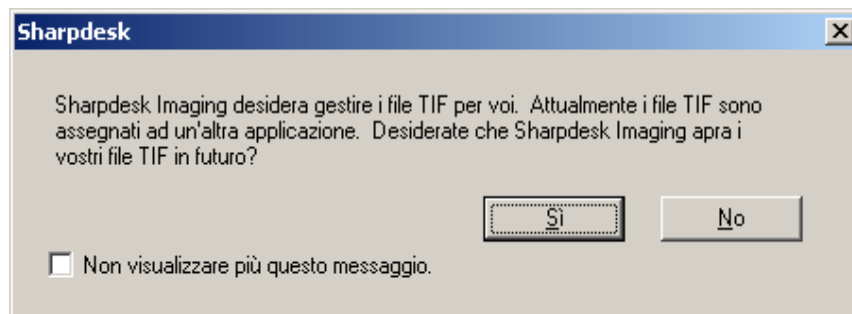 Sharpdesk
Sharpdesk Imaging desidera gestire i file TIF per voi.  Attualmente i file TIF sono
assegnati ad un'altra applicazione.  Desiderate che Sharpdesk Imaging apra i
vostri file TIF in futuro?
Sì
No
Non visualizzare più questo messaggio.